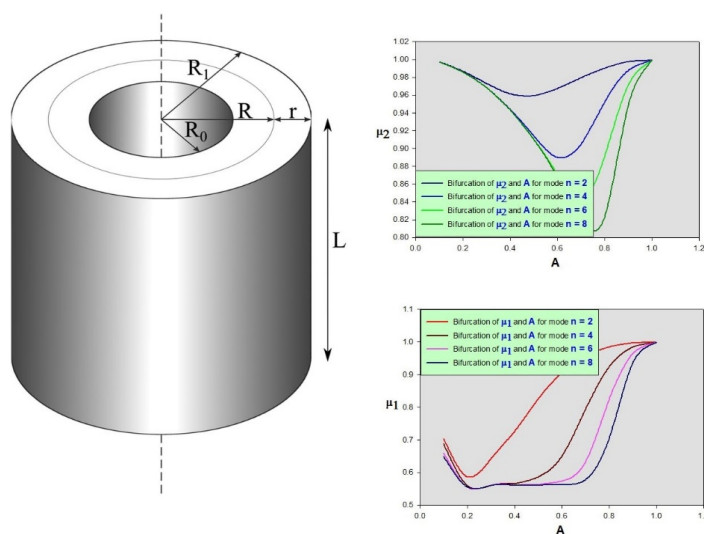 R₁
R
r
R₀
L
1.02
1.00
0.98
0.96
0.94
μ₂
0.92
0.90
0.88
0.86
0.84
0.82
0.80
Bifurcation of μ₂ and A for mode n = 2
Bifurcation of μ₂ and A for mode n = 4
Bifurcation of μ₂ and A for mode n = 6
Bifurcation of μ₂ and A for mode n = 8
0.0 0.2 0.4 0.6 0.8 1.0 1.2
A
1.1
1.0
0.9
0.8
μ₁
0.7
0.6
0.5
Bifurcation of μ₁ and A for mode n = 2
Bifurcation of μ₁ and A for mode n = 4
Bifurcation of μ₁ and A for mode n = 6
Bifurcation of μ₁ and A for mode n = 8
0.0 0.2 0.4 0.6 0.8 1.0 1.2
A